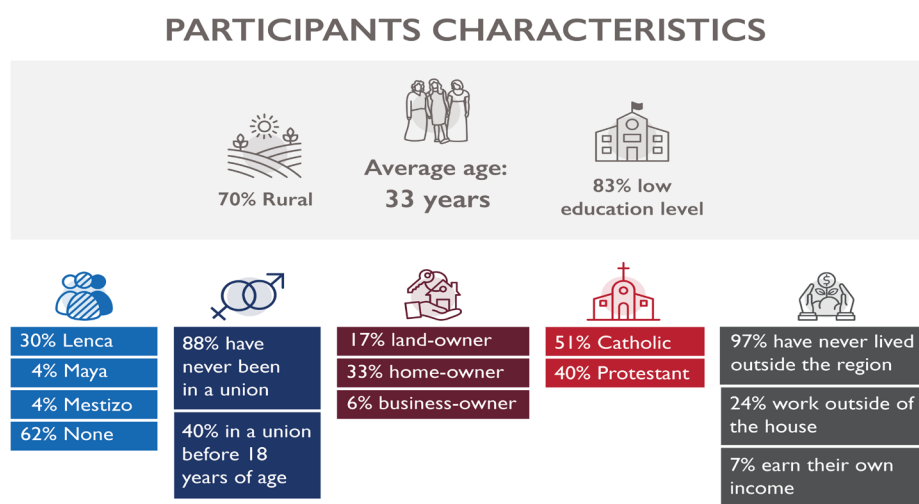 PARTICIPANTS CHARACTERISTICS
70% Rural
Average age:
33 years
83% low
education level
30% Lenca
4% Maya
4% Mestizo
62% None
88% have
never been
in a union
40% in a union
before 18
years of age
17% land-owner
33% home-owner
6% business-owner
51% Catholic
40% Protestant
97% have never lived
outside the region
24% work outside of
the house
7% earn their own
income